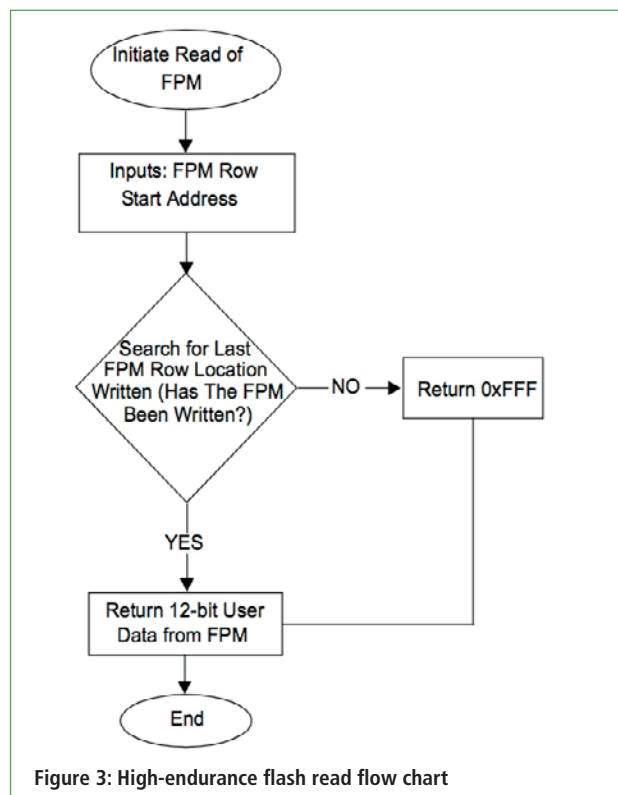 Initiate Read of
FPM
Inputs: FPM Row
Start Address
Search for Last
FPM Row Location
Written (Has The FPM
Been Written?)
NO
Return 0xFFF
YES
Return 12-bit User
Data from FPM
End
Figure 3: High-endurance flash read flow chart